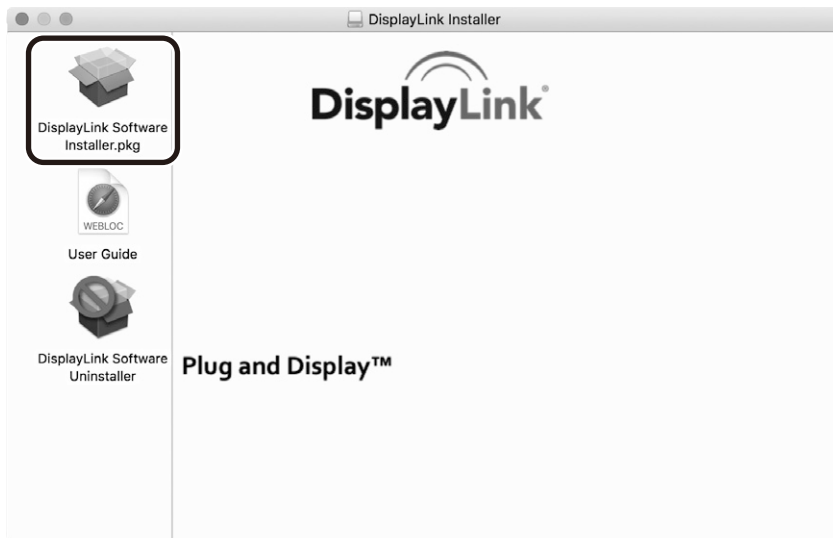 DisplayLink Installer
DisplayLink Software
Installer.pkg
DisplayLink®
WEBLOC
User Guide
DisplayLink Software
Uninstaller
Plug and Display™